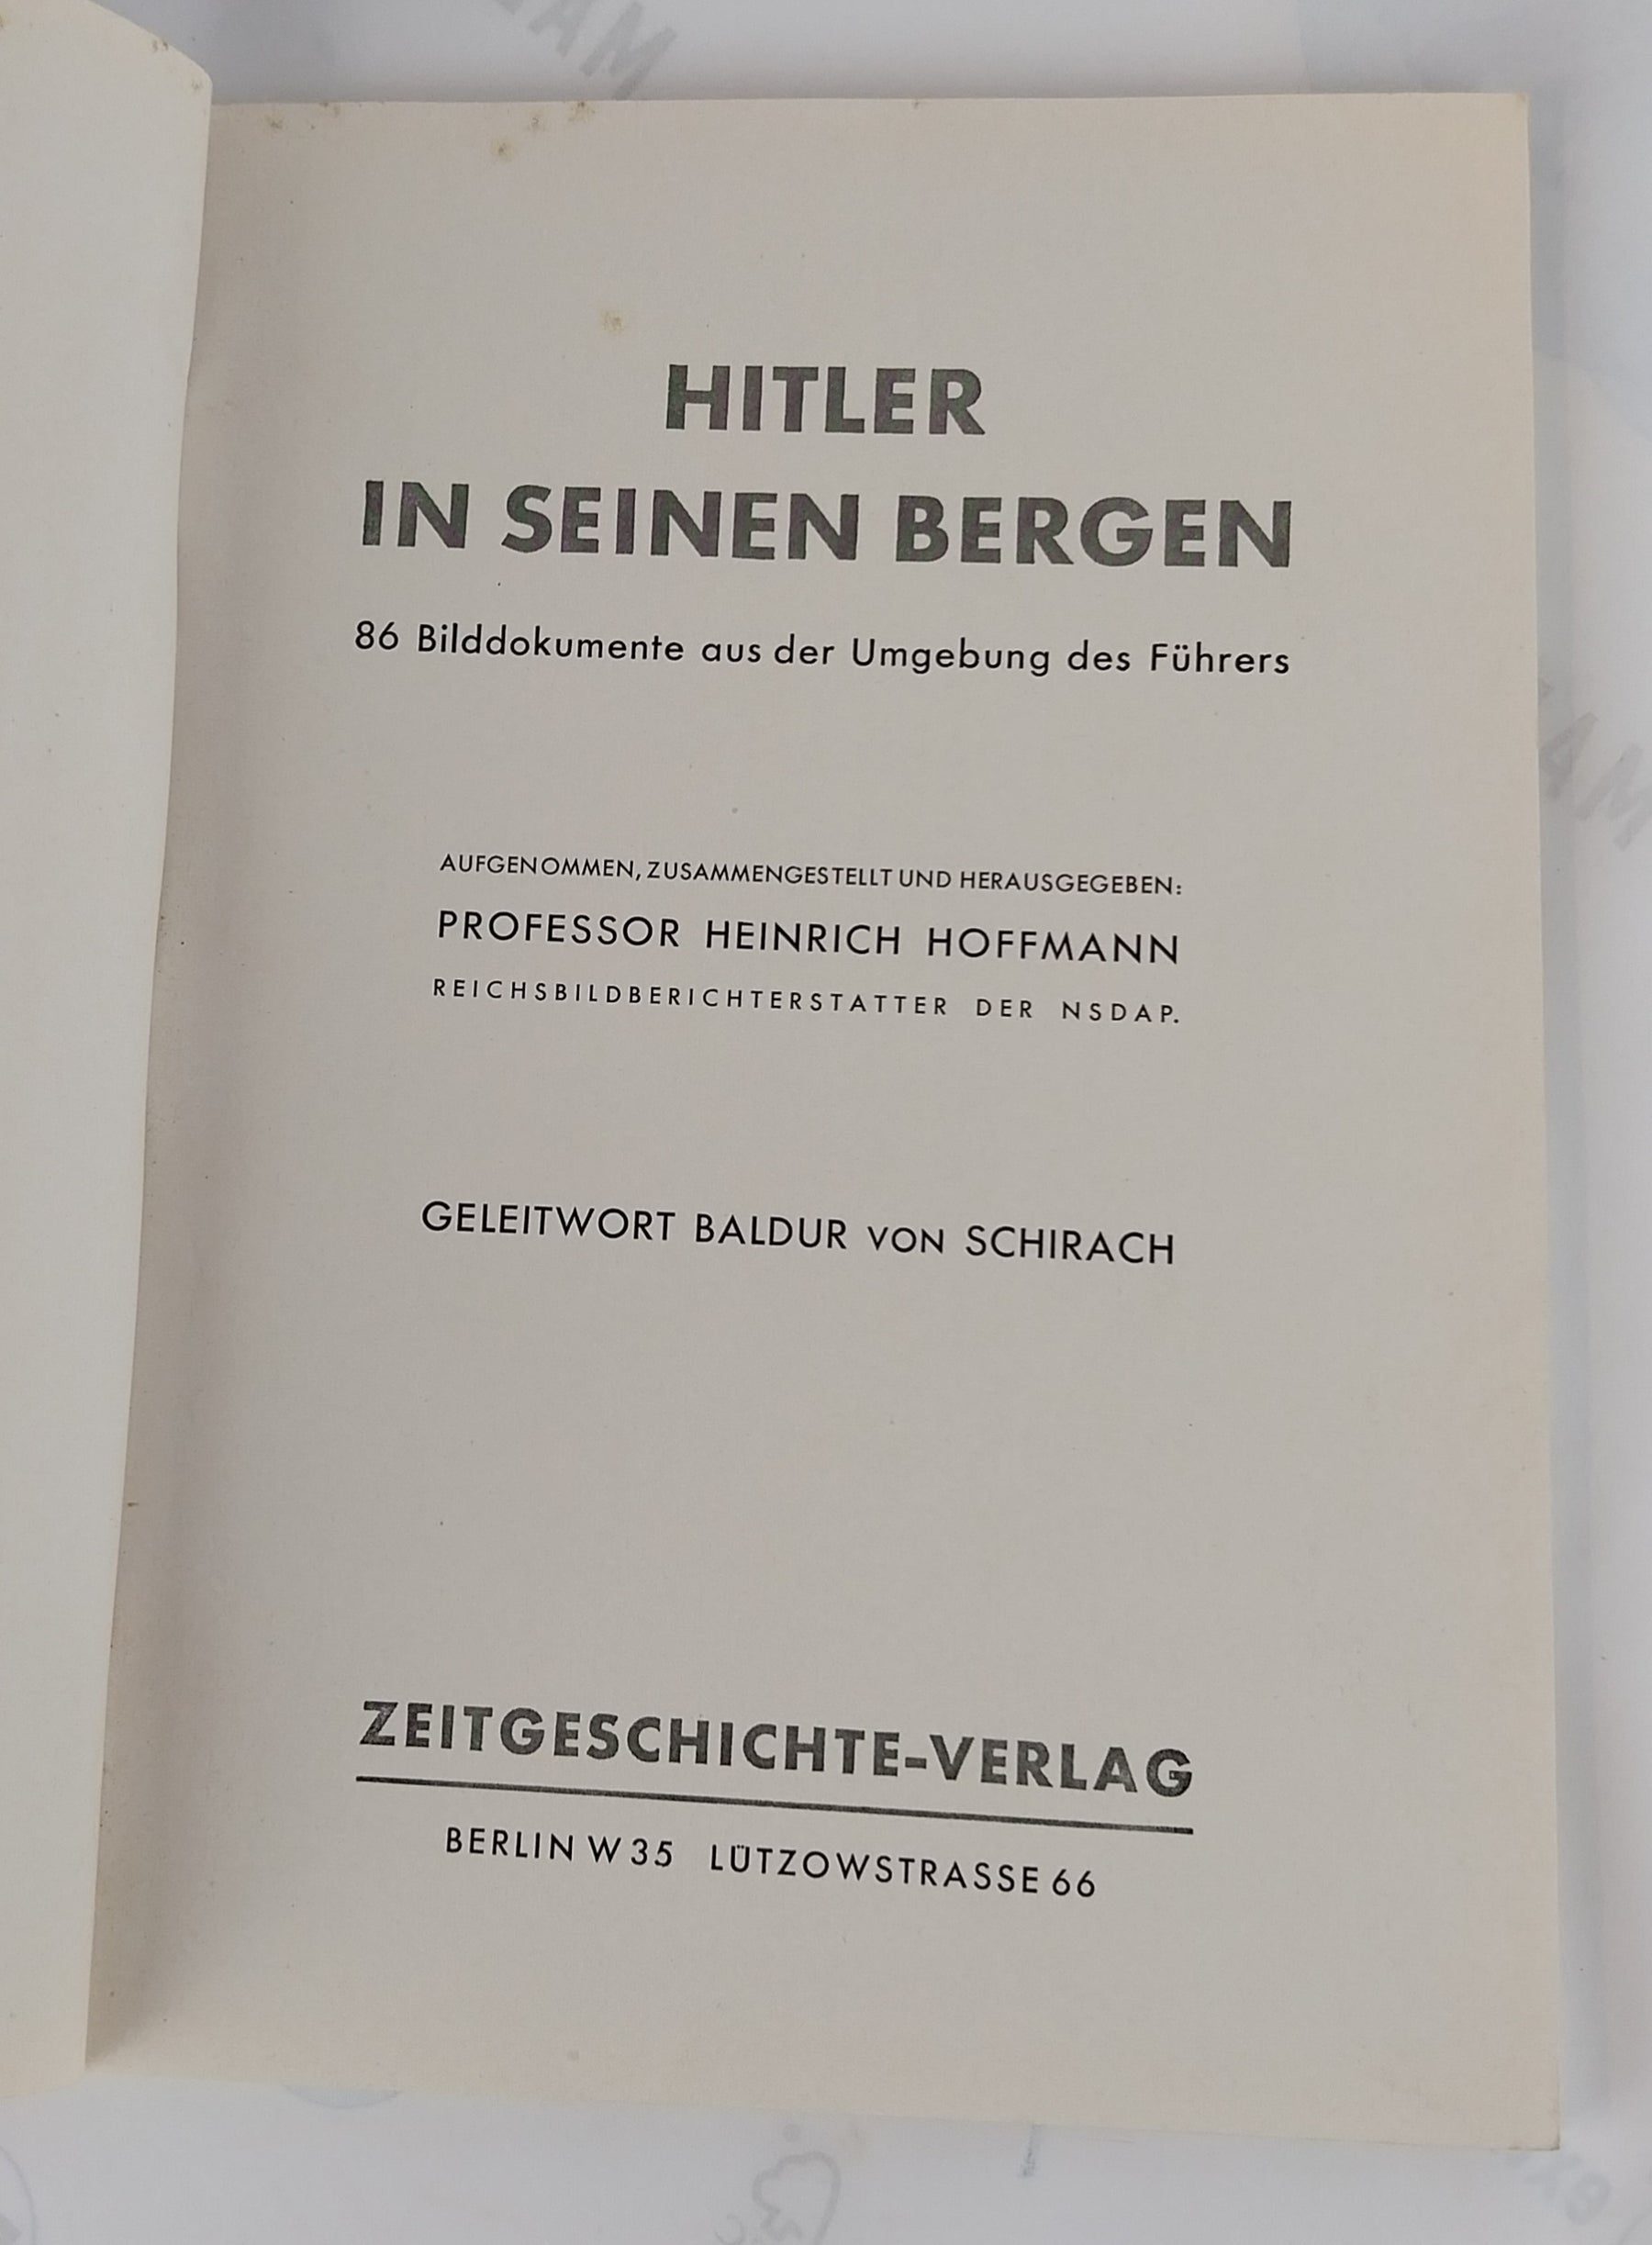 HITLER
IN SEINEN BERGEN
86 Bilddokumente aus der Umgebung des Führers
AUFGENOMMEN, ZUSAMMENGESTELLT UND HERAUSGEGEBEN:
PROFESSOR HEINRICH HOFFMANN
REICHSBILDBERICHTERSTATTER DER NSDAP.
GELEITWORT BALDUR VON SCHIRACH
ZEITGESCHICHTE-VERLAG
BERLIN W 35 LÜTZOWSTRASSE 66